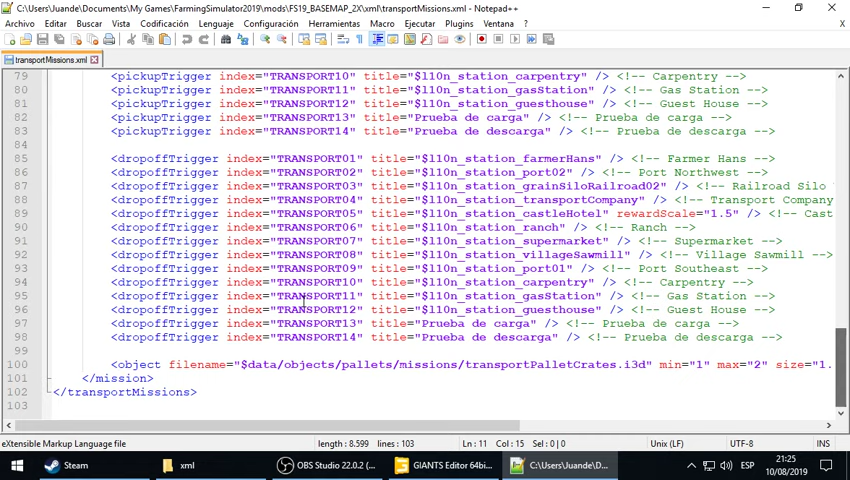 C:\Users\Juande\Documents\My Games\FarmingSimulator2019\mods\FS19_BASEMAP_2X\xml\transportMissions.xml - Notepad++
Archivo Editar Buscar Vista Codificación Lenguaje Configuración Herramientas Macro Ejecutar Plugins Ventana ? X
transportMissions.xml
79 <pickupTrigger index="TRANSPORT10" title="$l10n_station_carpentry" /> <!-- Carpentry -->
80 <pickupTrigger index="TRANSPORT11" title="$l10n_station_gasStation" /> <!-- Gas Station -->
81 <pickupTrigger index="TRANSPORT12" title="$l10n_station_guesthouse" /> <!-- Guest House -->
82 <pickupTrigger index="TRANSPORT13" title="Prueba de carga" /> <!-- Prueba de carga -->
83 <pickupTrigger index="TRANSPORT14" title="Prueba de descarga" /> <!-- Prueba de descarga -->
84
85 <dropoffTrigger index="TRANSPORT01" title="$l10n_station_farmerHans" /> <!-- Farmer Hans -->
86 <dropoffTrigger index="TRANSPORT02" title="$l10n_station_port02" /> <!-- Port Northwest -->
87 <dropoffTrigger index="TRANSPORT03" title="$l10n_station_grainSiloRailroad02" /> <!-- Railroad Silo
88 <dropoffTrigger index="TRANSPORT04" title="$l10n_station_transportCompany" /> <!-- Transport Company
89 <dropoffTrigger index="TRANSPORT05" title="$l10n_station_castleHotel" rewardScale="1.5" /> <!-- Cast
90 <dropoffTrigger index="TRANSPORT06" title="$l10n_station_ranch" /> <!-- Ranch -->
91 <dropoffTrigger index="TRANSPORT07" title="$l10n_station_supermarket" /> <!-- Supermarket -->
92 <dropoffTrigger index="TRANSPORT08" title="$l10n_station_villageSawmill" /> <!-- Village Sawmill -->
93 <dropoffTrigger index="TRANSPORT09" title="$l10n_station_port01" /> <!-- Port Southeast -->
94 <dropoffTrigger index="TRANSPORT10" title="$l10n_station_carpentry" /> <!-- Carpentry -->
95 <dropoffTrigger index="TRANSPORT11" title="$l10n_station_gasStation" /> <!-- Gas Station -->
96 <dropoffTrigger index="TRANSPORT12" title="$l10n_station_guesthouse" /> <!-- Guest House -->
97 <dropoffTrigger index="TRANSPORT13" title="Prueba de carga" /> <!-- Prueba de carga -->
98 <dropoffTrigger index="TRANSPORT14" title="Prueba de descarga" /> <!-- Prueba de descarga -->
99
100 <object filename="$data/objects/pallets/missions/transportPalletCrates.i3d" min="1" max="2" size="1.
101 </mission>
102 </transportMissions>
103
eXtensible Markup Language file length : 8.599 lines : 103 Ln : 11 Col : 15 Sel : 0 | 0 Unix (LF) UTF-8 INS
Steam xml OBS Studio 22.0.2 (... GIANTS Editor 64bi... C:\Users\Juande\D... ESP 21:25
10/08/2019